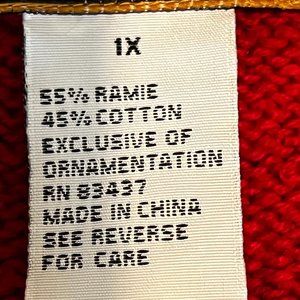 1X
55% RAMIE
45% COTTON
EXCLUSIVE OF
ORNAMENTATION
RN 83437
MADE IN CHINA
SEE REVERSE
FOR CARE